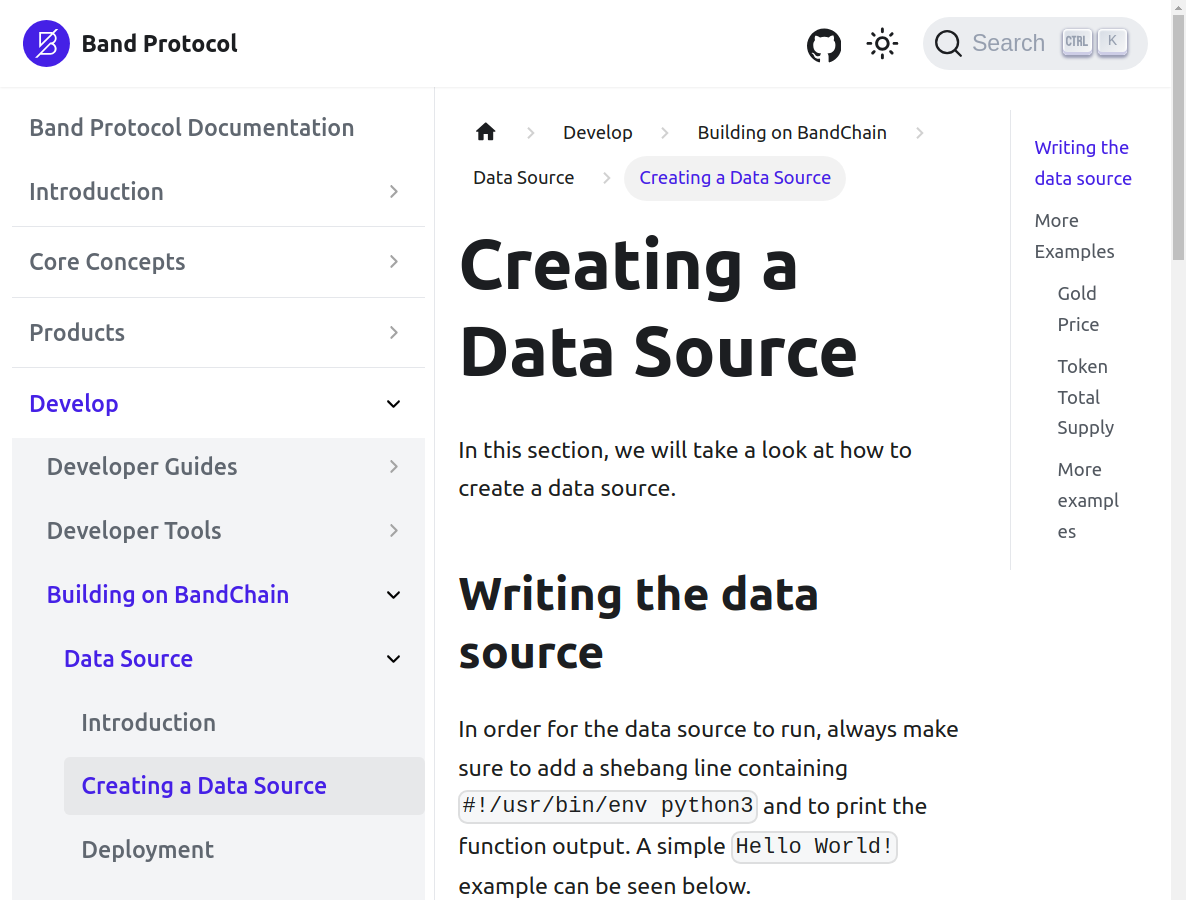 Band Protocol
Search
CTRL
K
Band Protocol Documentation
Introduction
Core Concepts
Products
Develop
Developer Guides
Developer Tools
Building on BandChain
Data Source
Introduction
Creating a Data Source
Deployment
Develop
Building on BandChain
Data Source
Creating a Data Source
Creating a
Data Source
In this section, we will take a look at how to
create a data source.
Writing the data
source
In order for the data source to run, always make
sure to add a shebang line containing
#!/usr/bin/env python3 and to print the
function output. A simple Hello World!
example can be seen below.
Writing the
data source
More
Examples
Gold
Price
Token
Total
Supply
More
exampl
es